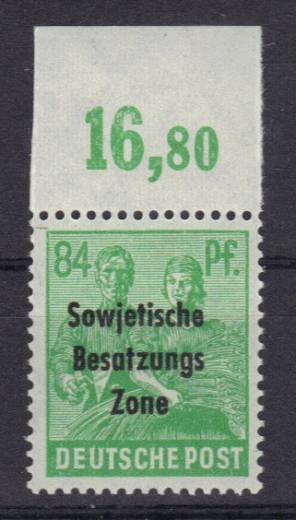 16,80
84 Pf.
Sowjetische
Besatzungs
Zone
DEUTSCHE POST